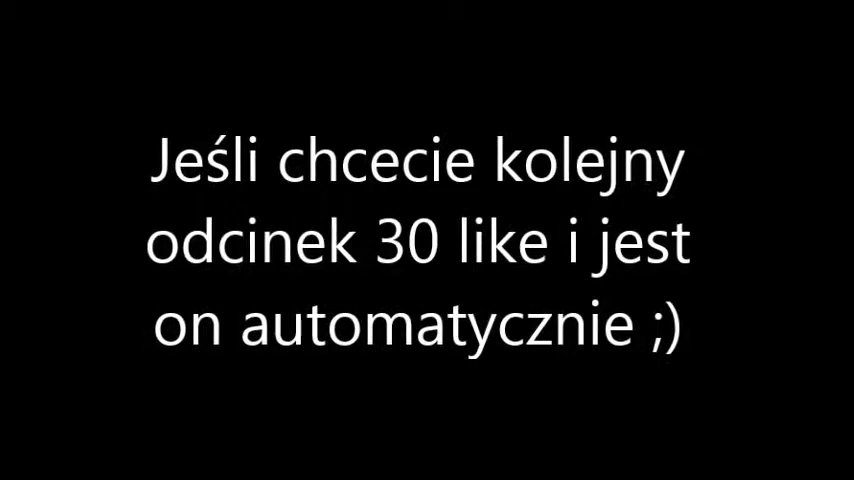 Jeśli chcecie kolejny
odcinek 30 like i jest
on automatycznie ;)